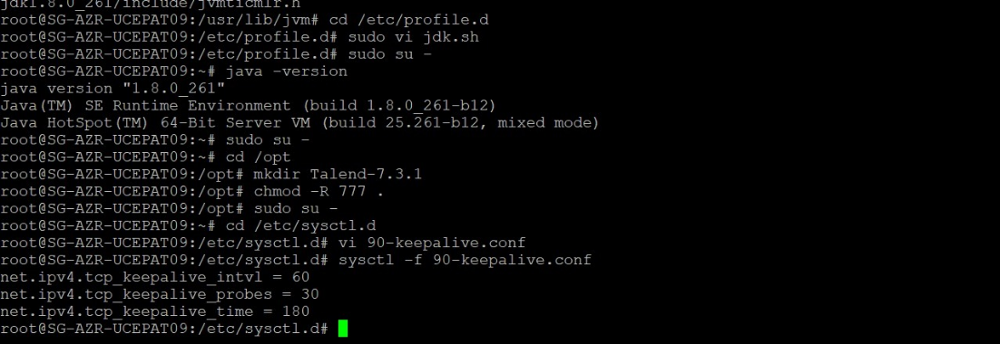 jdk1.8.0_261/include/jvmticmlr.h
root@SG-AZR-UCEPAT09:/usr/lib/jvm# cd /etc/profile.d
root@SG-AZR-UCEPAT09:/etc/profile.d# sudo vi jdk.sh
root@SG-AZR-UCEPAT09:/etc/profile.d# sudo su -
root@SG-AZR-UCEPAT09:~# java -version
java version "1.8.0_261"
Java(TM) SE Runtime Environment (build 1.8.0_261-b12)
Java HotSpot(TM) 64-Bit Server VM (build 25.261-b12, mixed mode)
root@SG-AZR-UCEPAT09:~# sudo su -
root@SG-AZR-UCEPAT09:~# cd /opt
root@SG-AZR-UCEPAT09:/opt# mkdir Talend-7.3.1
root@SG-AZR-UCEPAT09:/opt# chmod -R 777 .
root@SG-AZR-UCEPAT09:/opt# sudo su -
root@SG-AZR-UCEPAT09:~# cd /etc/sysctl.d
root@SG-AZR-UCEPAT09:/etc/sysctl.d# vi 90-keepalive.conf
root@SG-AZR-UCEPAT09:/etc/sysctl.d# sysctl -f 90-keepalive.conf
net.ipv4.tcp_keepalive_intvl = 60
net.ipv4.tcp_keepalive_probes = 30
net.ipv4.tcp_keepalive_time = 180
root@SG-AZR-UCEPAT09:/etc/sysctl.d#